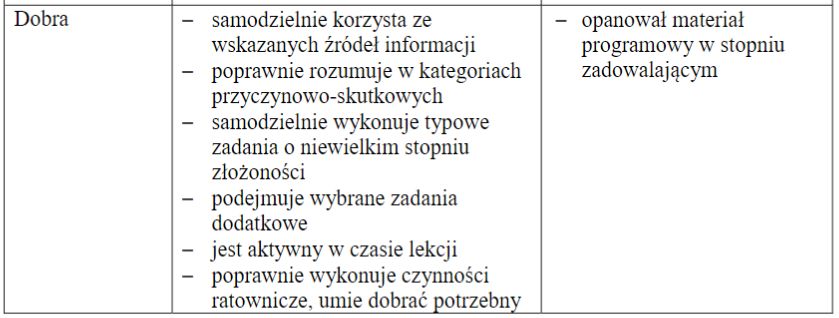 Dobra
– samodzielnie korzysta ze
wskazanych źródeł informacji
– poprawnie rozumuje w kategoriach
przyczynowo-skutkowych
– samodzielnie wykonuje typowe
zadania o niewielkim stopniu
złożoności
– podejmuje wybrane zadania
dodatkowe
– jest aktywny w czasie lekcji
– poprawnie wykonuje czynności
ratownicze, umie dobrać potrzebny
– opanował materiał
programowy w stopniu
zadowalającym